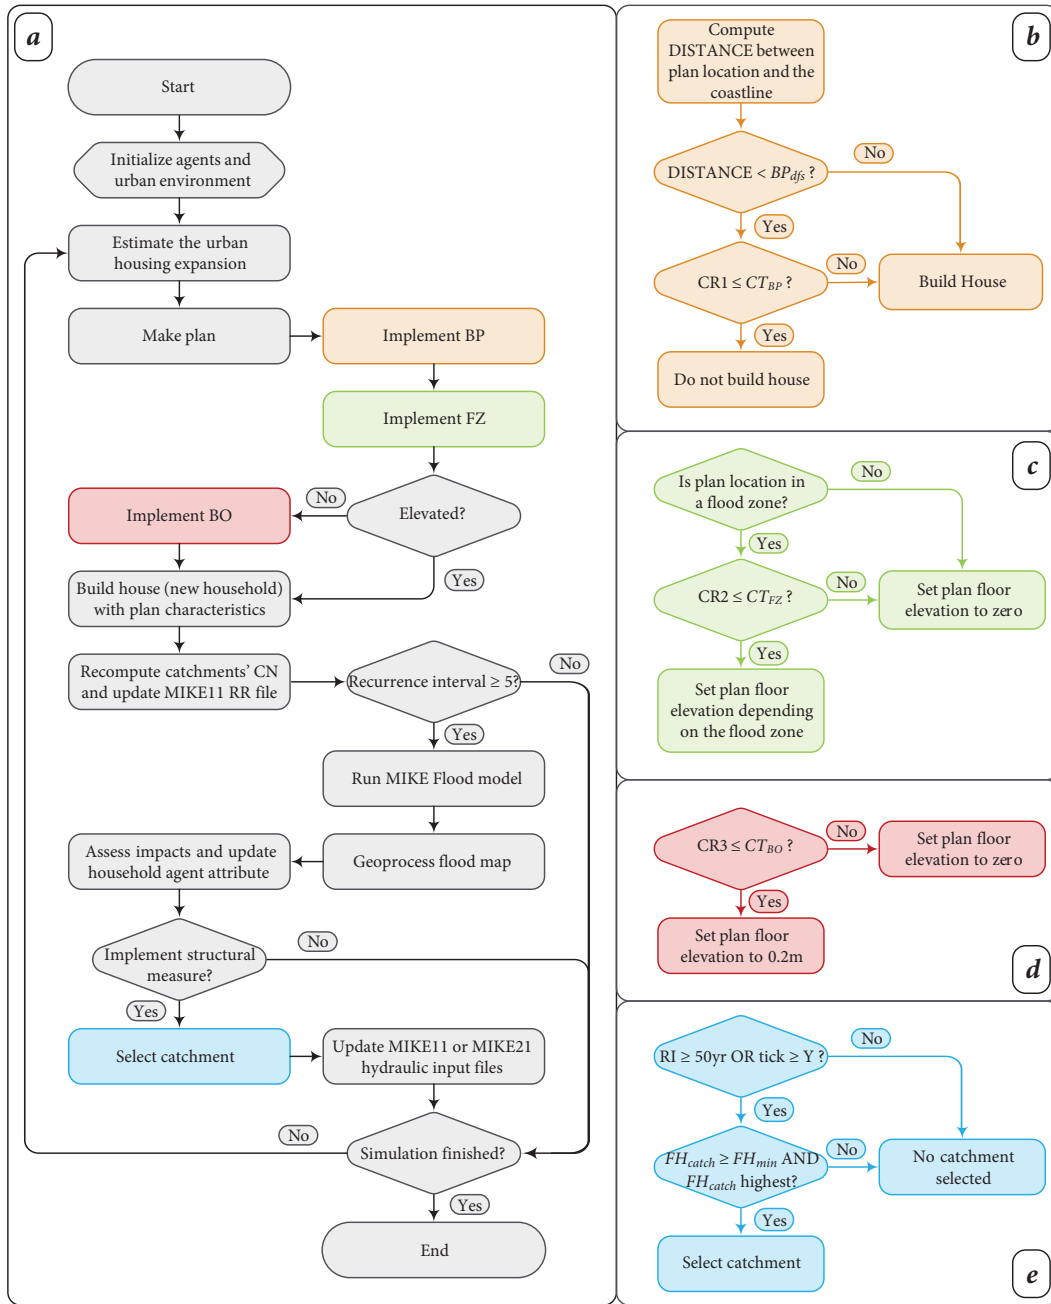 a
Start
Initialize agents and
urban environment
Estimate the urban
housing expansion
Make plan
Implement BP
Implement FZ
Elevated?
No
Implement BO
Yes
Build house (new household)
with plan characteristics
Recompute catchments' CN
and update MIKE11 RR file
Recurrence interval ≥ 5?
No
Yes
Run MIKE Flood model
Geoprocess flood map
Assess impacts and update
household agent attribute
Implement structural
measure?
No
Yes
Select catchment
Update MIKE11 or MIKE21
hydraulic input files
Simulation finished?
No
Yes
End
b
Compute
DISTANCE between
plan location and the
coastline
DISTANCE < BP_dfs ?
No
Yes
CR1 ≤ CT_BP ?
No
Build House
Yes
Do not build house
c
Is plan location in
a flood zone?
No
Yes
CR2 ≤ CT_FZ ?
No
Set plan floor
elevation to zero
Yes
Set plan floor
elevation depending
on the flood zone
CR3 ≤ CT_BO ?
No
Set plan floor
elevation to zero
Yes
Set plan floor
elevation to 0.2m
d
RI ≥ 50yr OR tick ≥ Y ?
No
Yes
FH_catch ≥ FH_min AND
FH_catch highest?
No
No catchment
selected
Yes
Select catchment
e